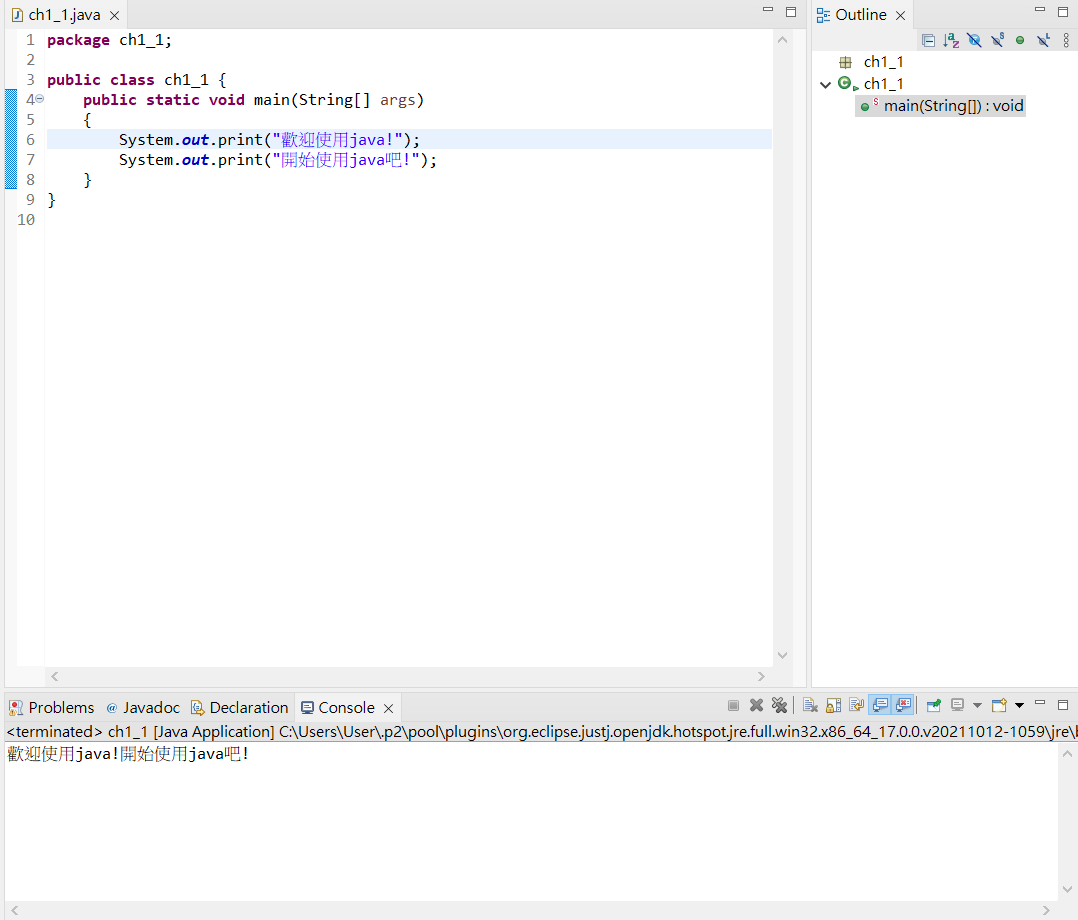 ch1_1.java
1 package ch1_1;
2
3 public class ch1_1 {
4 public static void main(String[] args)
5 {
6 System.out.print("歡迎使用java!");
7 System.out.print("開始使用java吧!");
8 }
9 }
10
Outline
ch1_1
ch1_1
main(String[]) : void
Problems @ Javadoc Declaration Console
<terminated> ch1_1 [Java Application] C:\Users\User\.p2\pool\plugins\org.eclipse.justj.openjdk.hotspot.jre.full.win32.x86_64_17.0.0.v20211012-1059\jre\b
歡迎使用java!開始使用java吧!